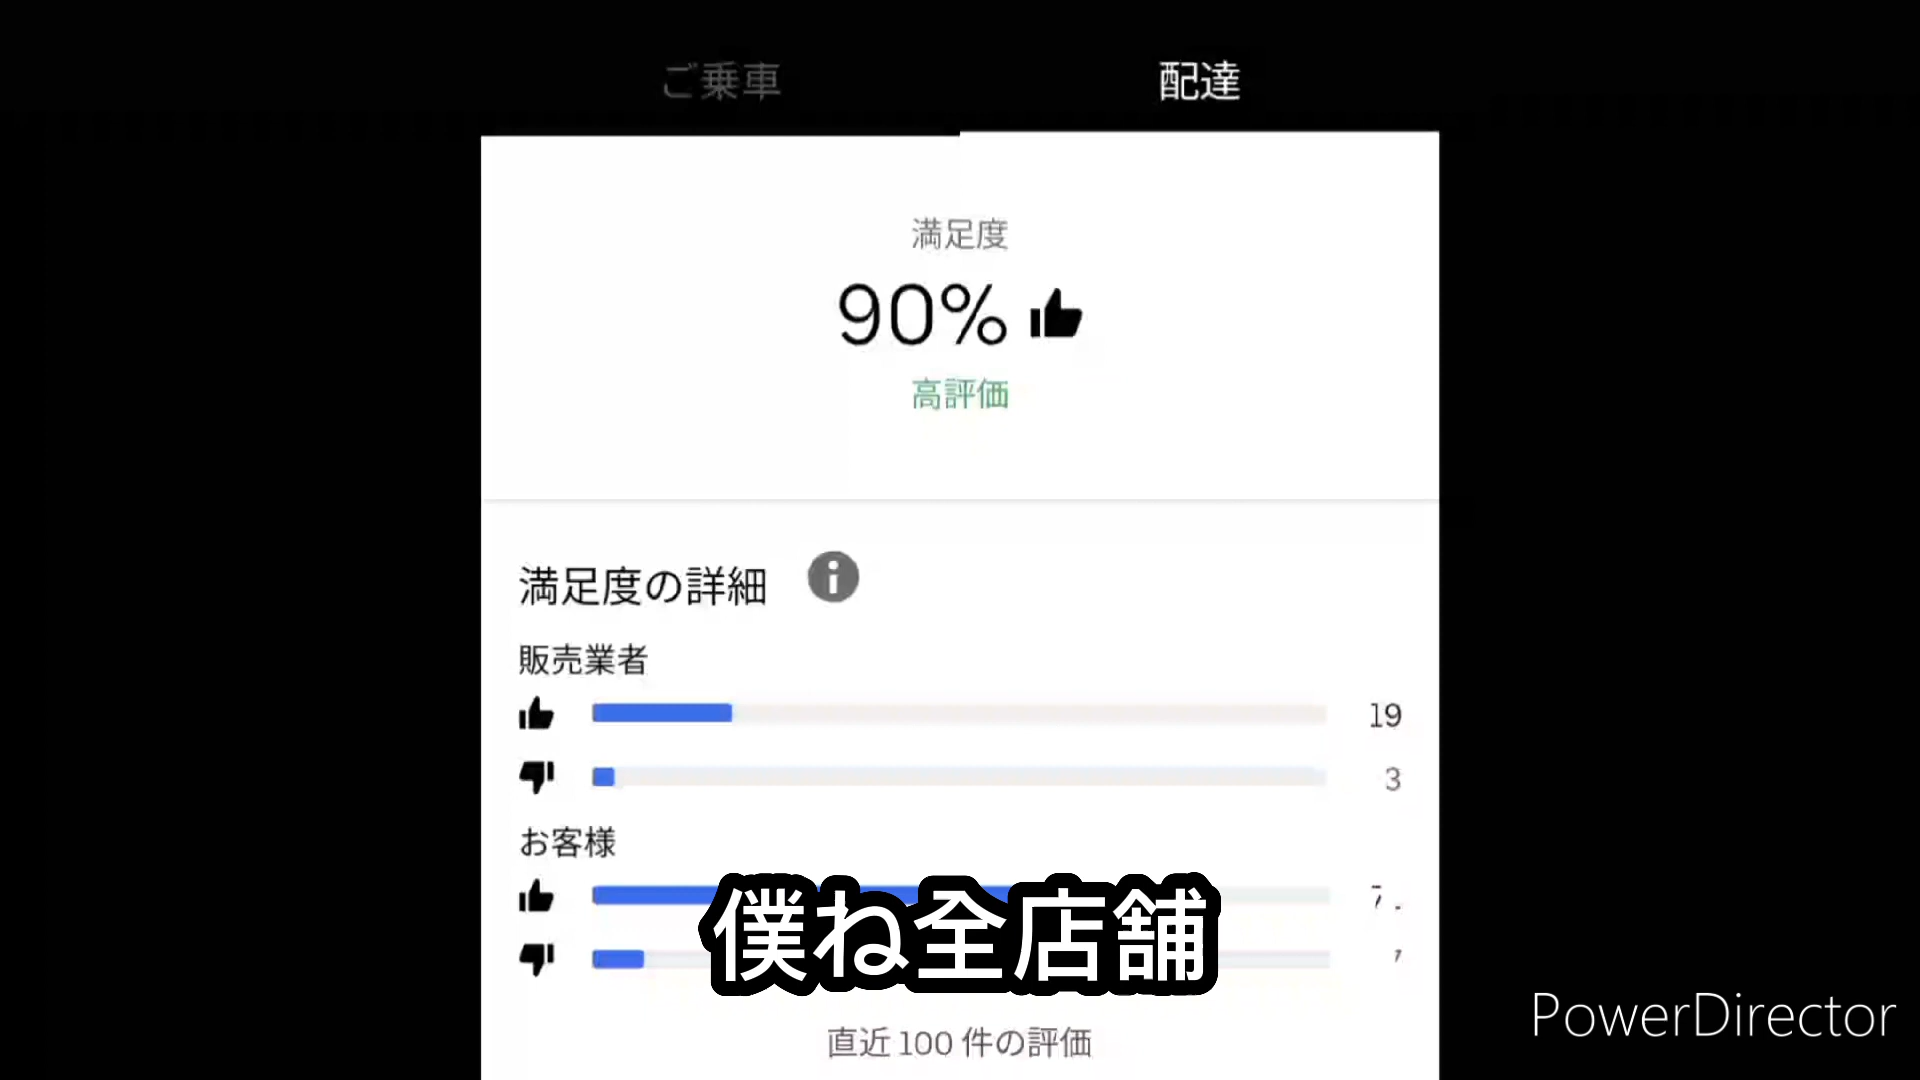 ご乗車
配達
満足度
90%
高評価
満足度の詳細
販売業者
19
3
お客様
7
僕ね全店舗
直近 100 件の評価
PowerDirector